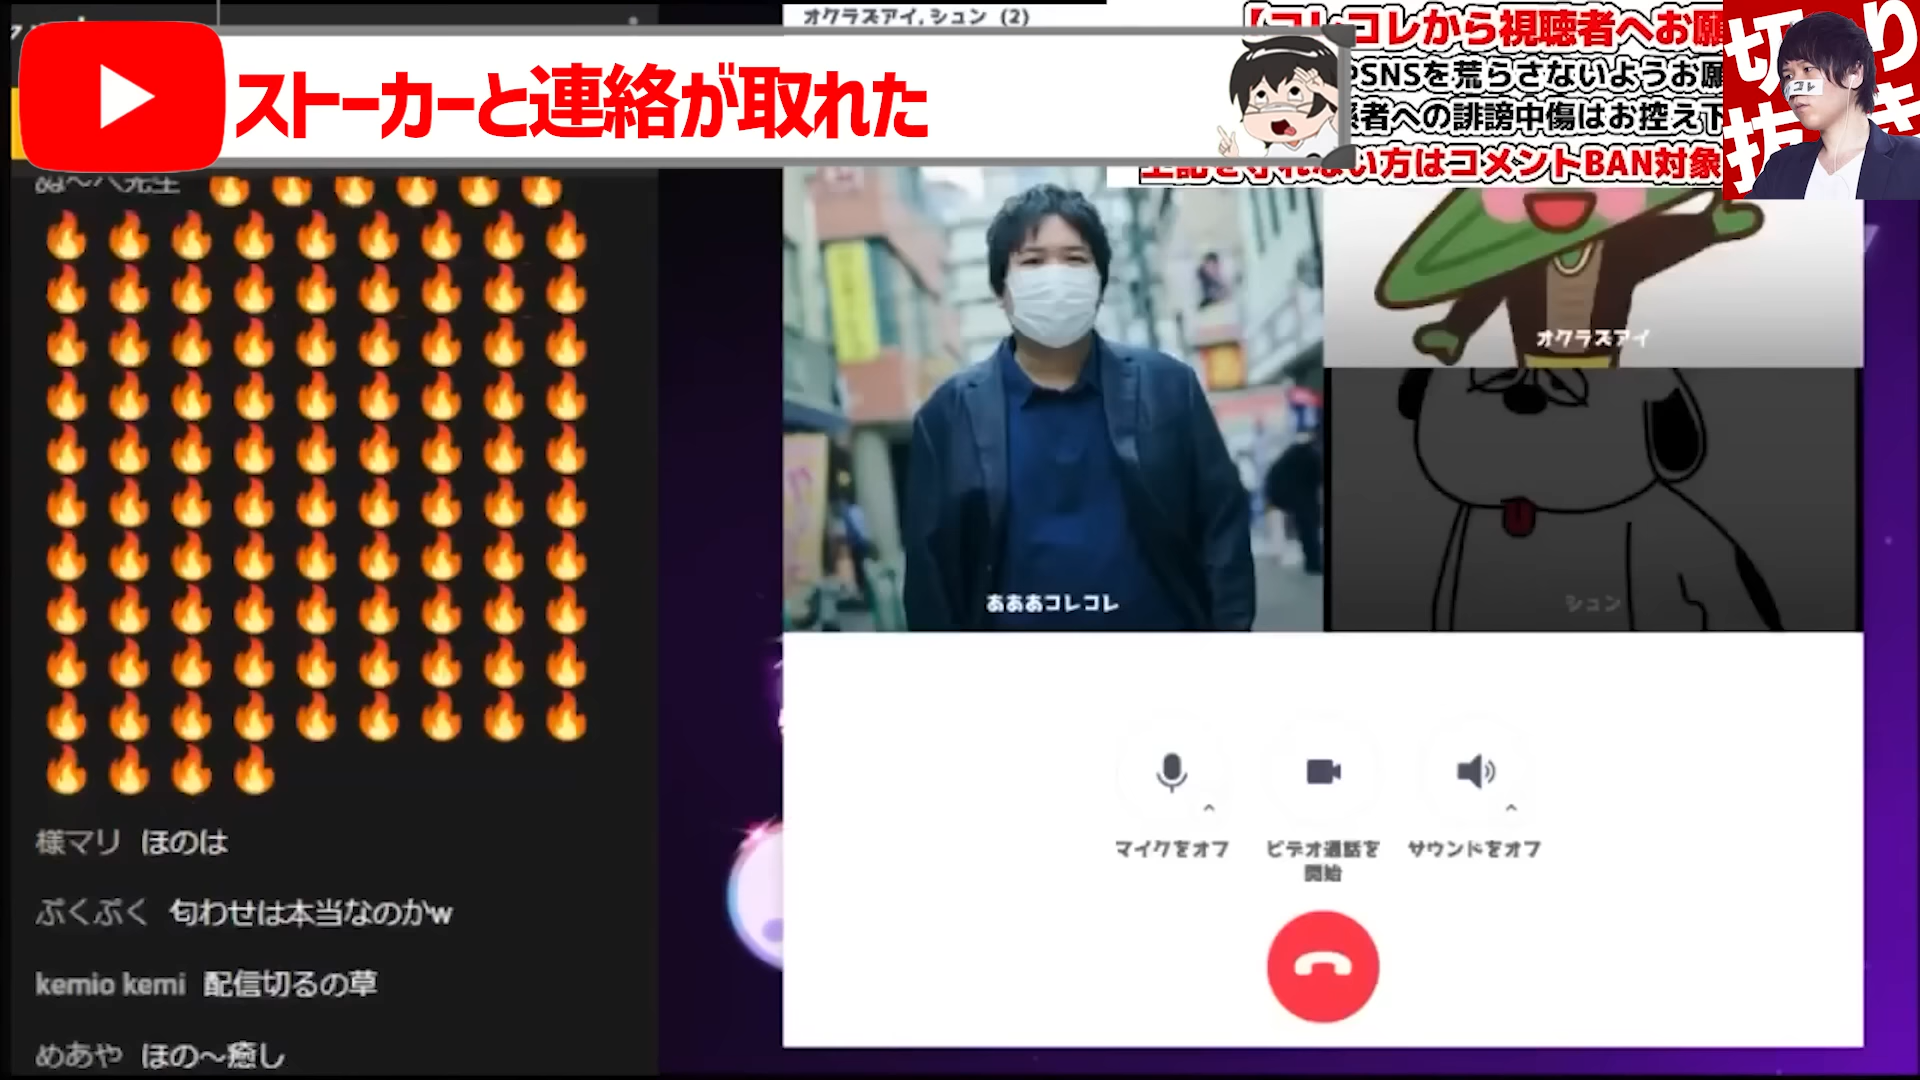 オクラズアイ, シュン (2)
ストーカーと連絡が取れた
コレコレから視聴者へお願
SNSを荒らさないようお願
者への誹謗中傷はお控え下
い方はコメントBAN対象
切り抜き
コレ
🔥🔥🔥🔥🔥🔥
🔥🔥🔥🔥🔥🔥🔥🔥🔥
🔥🔥🔥🔥🔥🔥🔥🔥🔥
🔥🔥🔥🔥🔥🔥🔥🔥🔥
🔥🔥🔥🔥🔥🔥🔥🔥🔥
🔥🔥🔥🔥🔥🔥🔥🔥🔥
🔥🔥🔥🔥🔥🔥🔥🔥🔥
🔥🔥🔥🔥🔥🔥🔥🔥🔥
🔥🔥🔥🔥🔥🔥🔥🔥🔥
🔥🔥🔥🔥🔥🔥🔥🔥🔥
🔥🔥🔥🔥🔥🔥🔥🔥🔥
🔥🔥🔥🔥
様マリ ほのは
ぷくぷく 匂わせは本当なのかw
kemio kemi 配信切るの草
めあや ほの〜癒し
オクラズアイ
あああコレコレ
シュン
マイクをオフ
ビデオ通話を
開始
サウンドをオフ